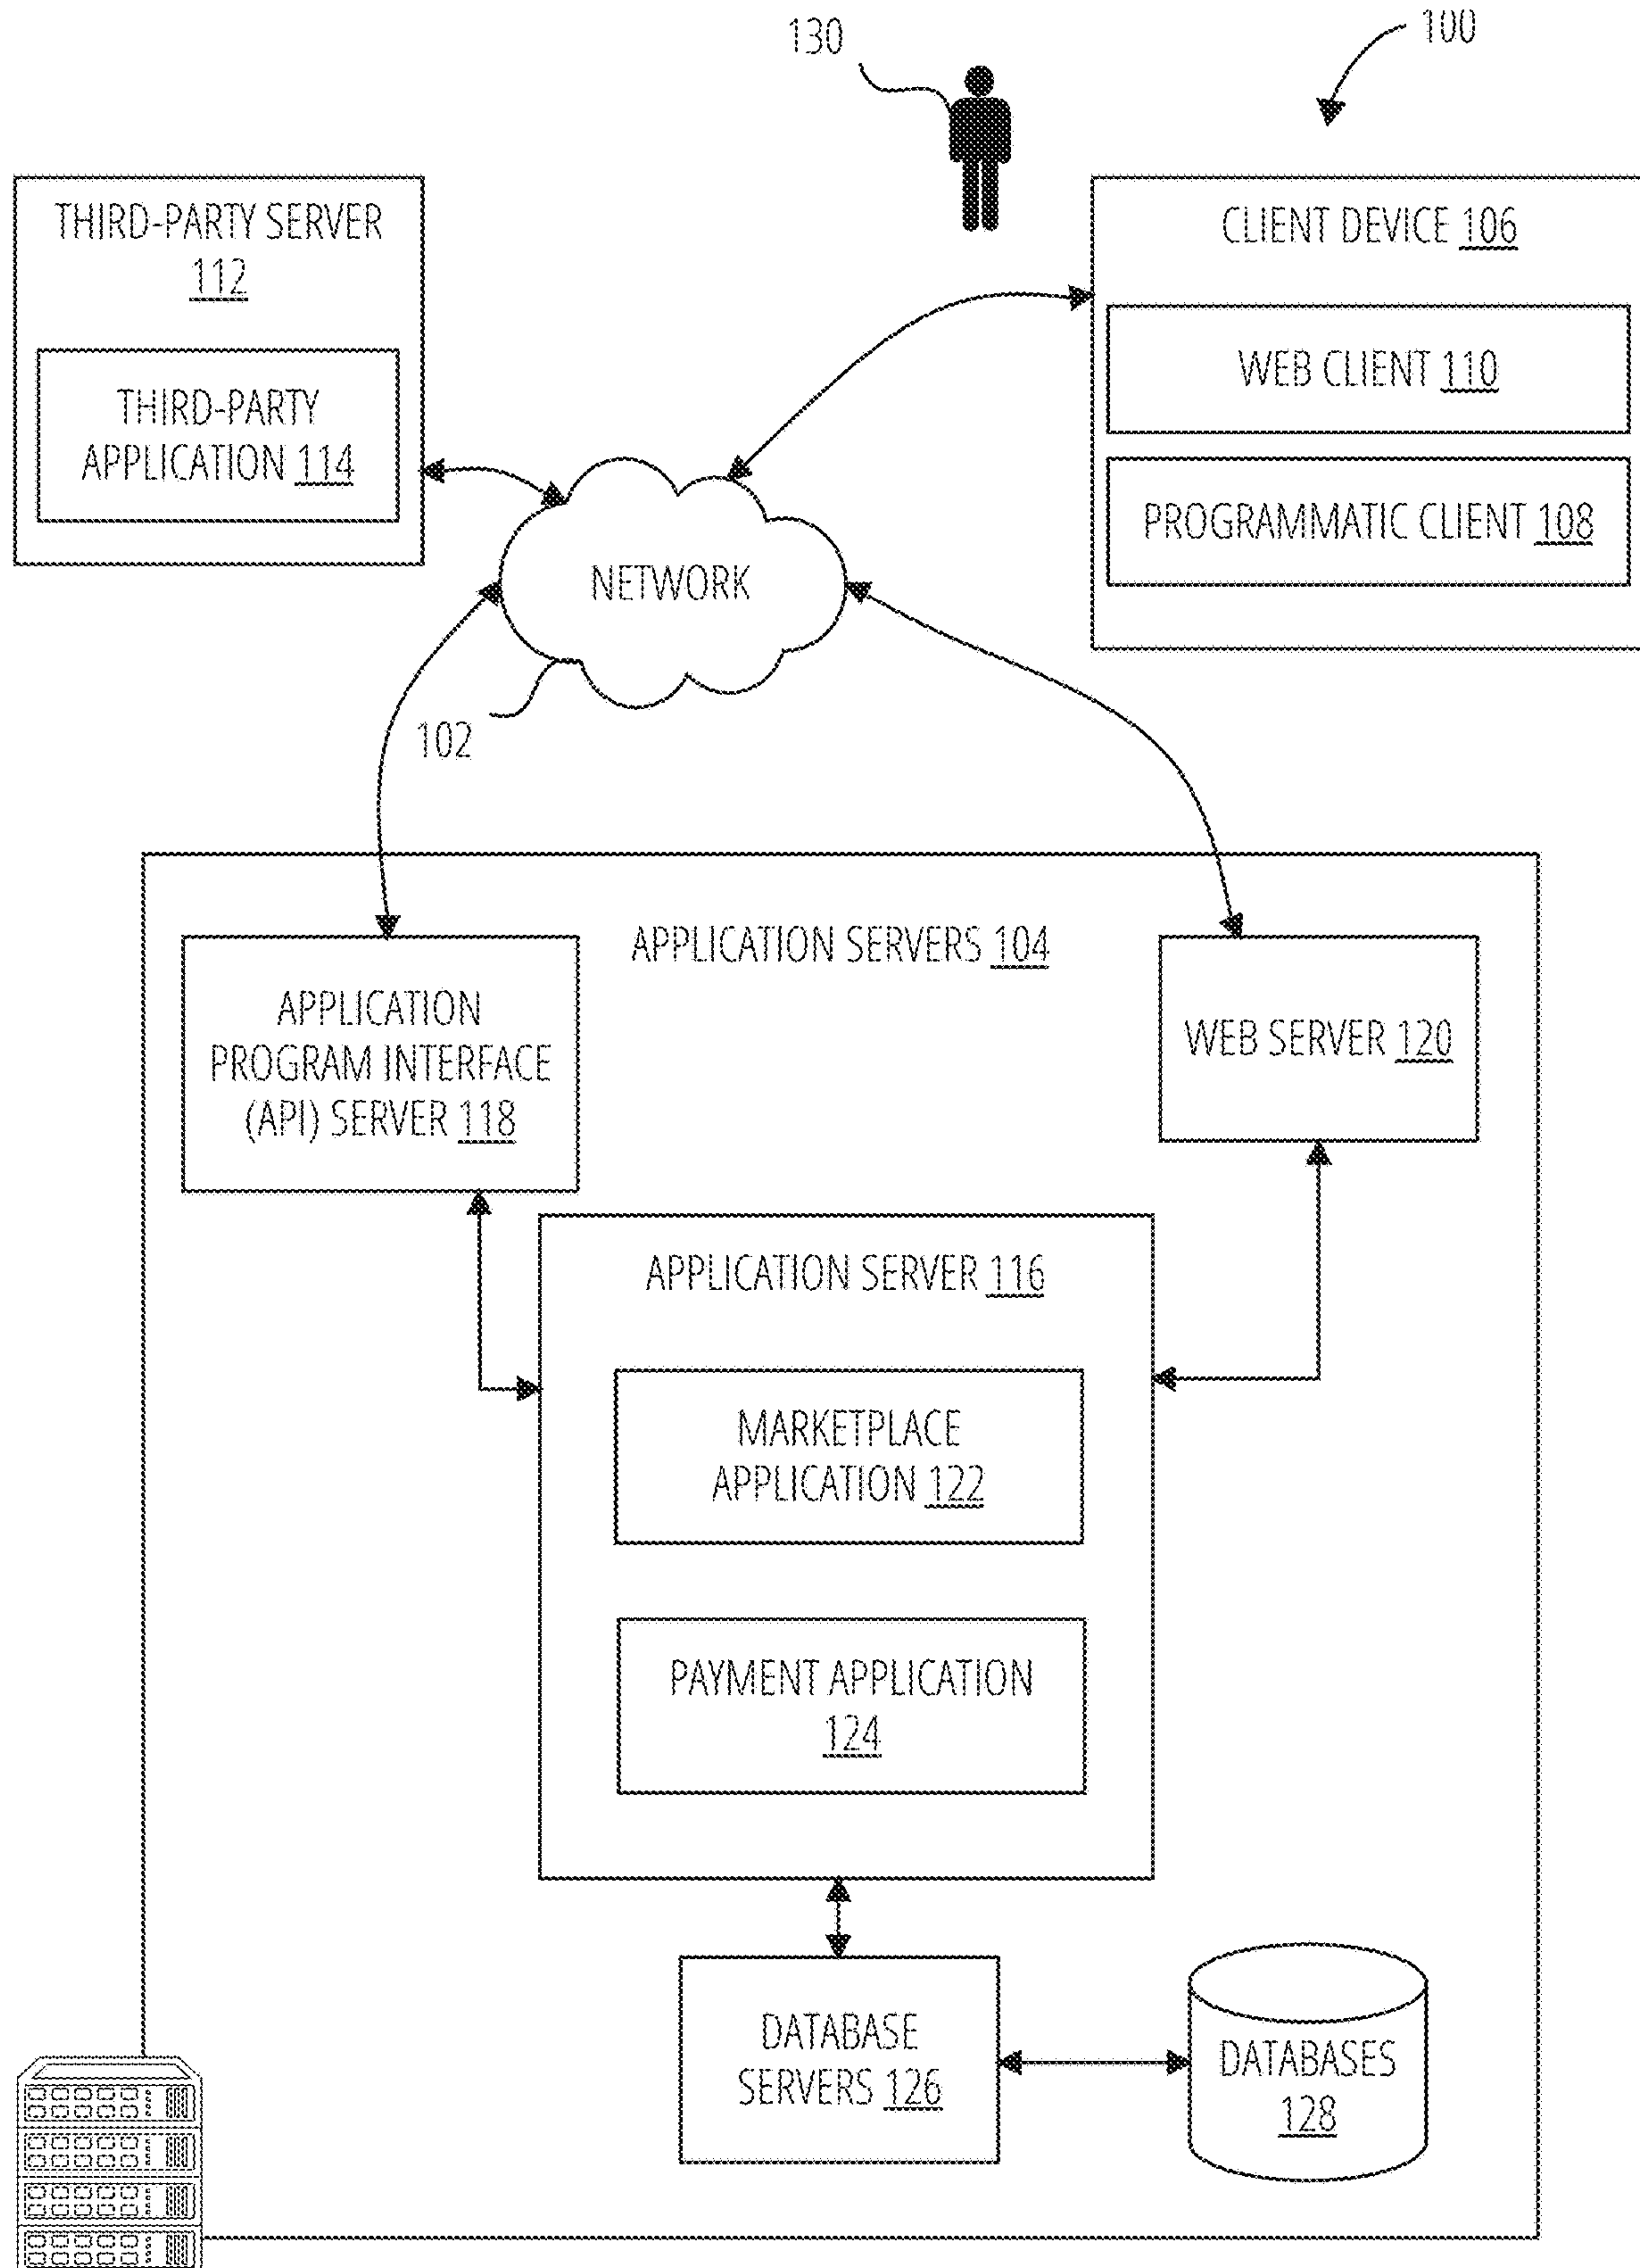 130
100
THIRD-PARTY SERVER
112
THIRD-PARTY
APPLICATION 114
CLIENT DEVICE 106
WEB CLIENT 110
PROGRAMMATIC CLIENT 108
NETWORK
102
APPLICATION SERVERS 104
APPLICATION
PROGRAM INTERFACE
(API) SERVER 118
WEB SERVER 120
APPLICATION SERVER 116
MARKETPLACE
APPLICATION 122
PAYMENT APPLICATION
124
DATABASE
SERVERS 126
DATABASES
128